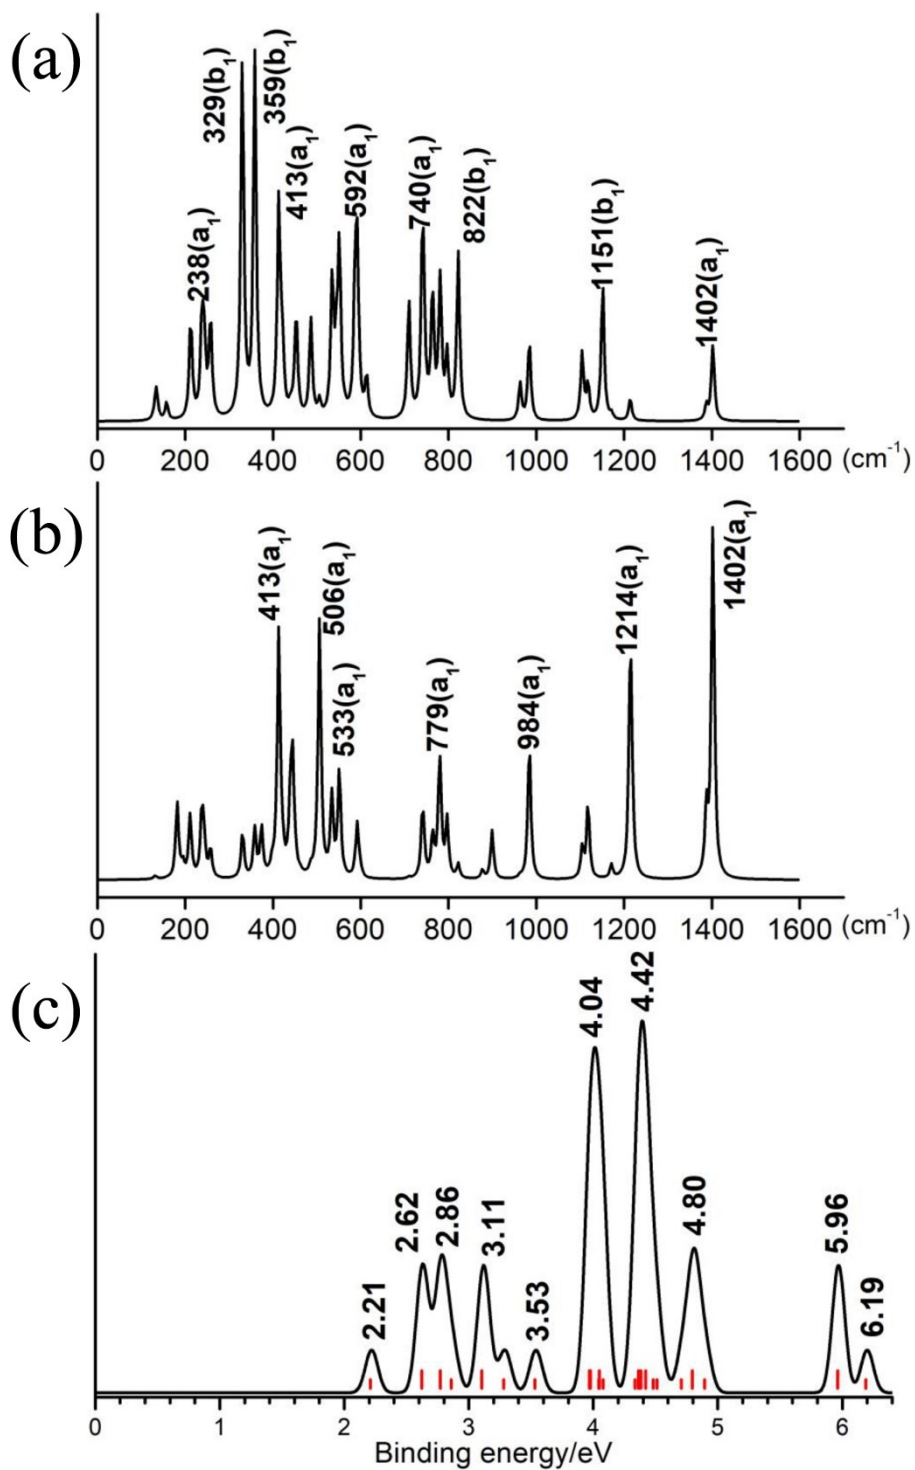 (a)
238(a₁)
329(b₁)
359(b₁)
413(a₁)
592(a₁)
740(a₁)
822(b₁)
1151(b₁)
1402(a₁)
0 200 400 600 800 1000 1200 1400 1600 (cm⁻¹)
(b)
413(a₁)
506(a₁)
533(a₁)
779(a₁)
984(a₁)
1214(a₁)
1402(a₁)
0 200 400 600 800 1000 1200 1400 1600 (cm⁻¹)
(c)
2.21
2.62
2.86
3.11
3.53
4.04
4.42
4.80
5.96
6.19
0 1 2 3 4 5 6
Binding energy/eV